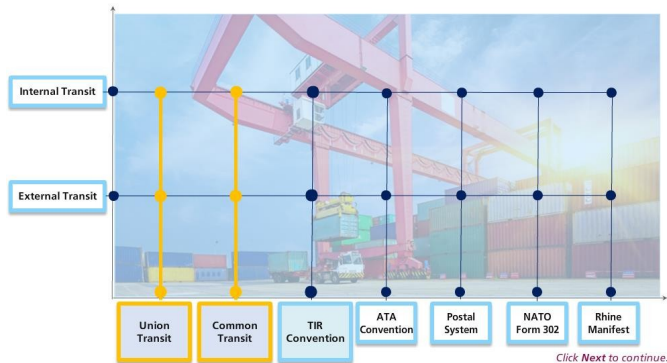 Internal Transit
External Transit
Union
Transit
Common
Transit
TIR
Convention
ATA
Convention
Postal
System
NATO
Form 302
Rhine
Manifest
Click Next to continue.